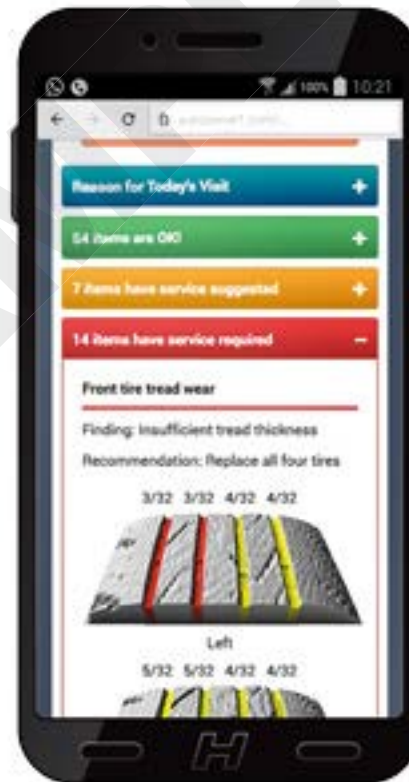 100% 10:21
Reason for Today's Visit +
54 items are OK! +
7 items have service suggested +
14 items have service required −
Front tire tread wear
Finding: Insufficient tread thickness
Recommendation: Replace all four tires
3/32 3/32 4/32 4/32
Left
5/32 5/32 4/32 4/32
H